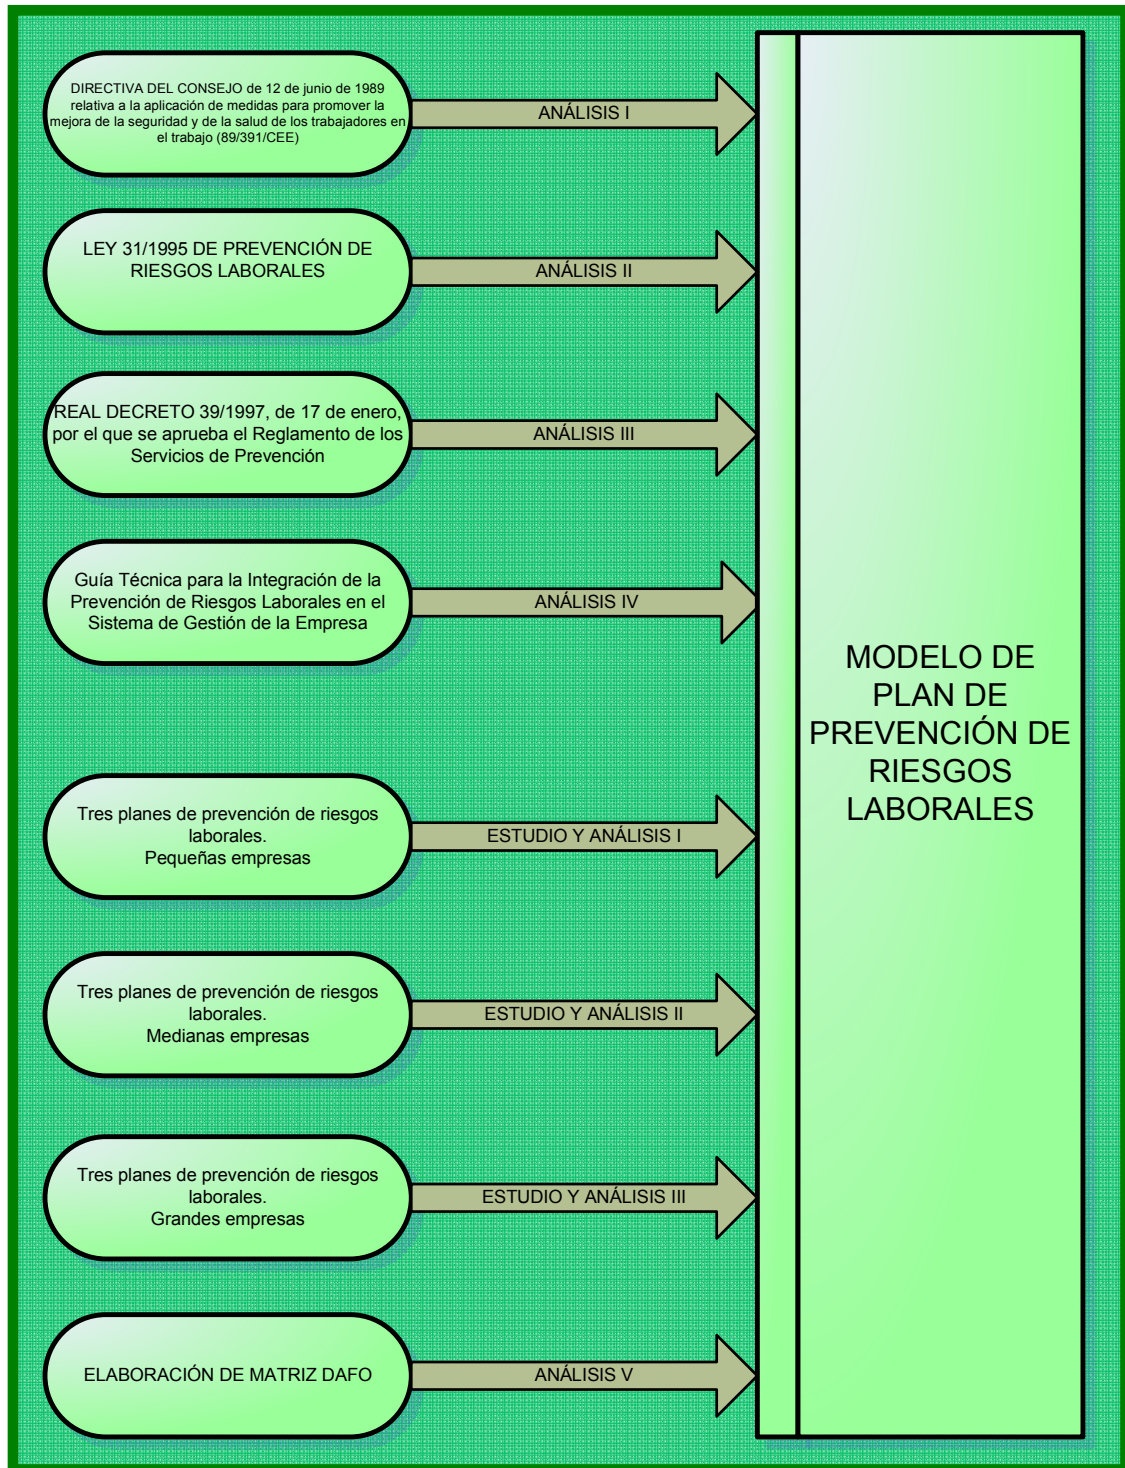 DIRECTIVA DEL CONSEJO de 12 de junio de 1989
relativa a la aplicación de medidas para promover la
mejora de la seguridad y de la salud de los trabajadores en
el trabajo (89/391/CEE)
ANÁLISIS I
LEY 31/1995 DE PREVENCIÓN DE
RIESGOS LABORALES
ANÁLISIS II
REAL DECRETO 39/1997, de 17 de enero,
por el que se aprueba el Reglamento de los
Servicios de Prevención
ANÁLISIS III
Guía Técnica para la Integración de la
Prevención de Riesgos Laborales en el
Sistema de Gestión de la Empresa
ANÁLISIS IV
Tres planes de prevención de riesgos
laborales.
Pequeñas empresas
ESTUDIO Y ANÁLISIS I
Tres planes de prevención de riesgos
laborales.
Medianas empresas
ESTUDIO Y ANÁLISIS II
Tres planes de prevención de riesgos
laborales.
Grandes empresas
ESTUDIO Y ANÁLISIS III
ELABORACIÓN DE MATRIZ DAFO
ANÁLISIS V
MODELO DE
PLAN DE
PREVENCIÓN DE
RIESGOS
LABORALES